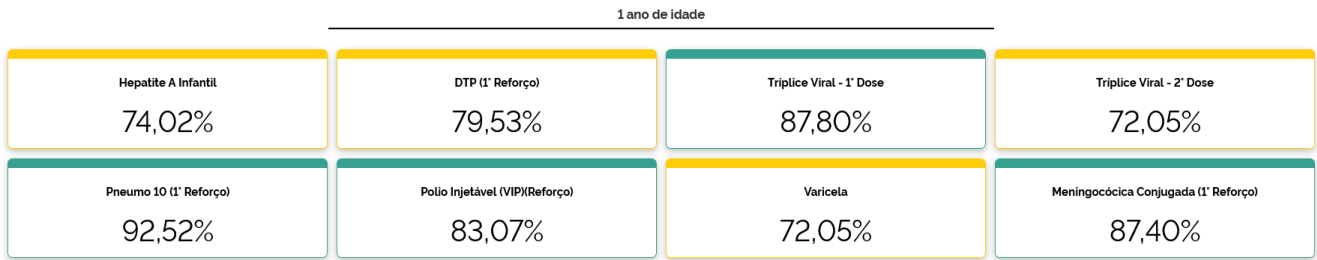 1 ano de idade
Hepatite A Infantil
74,02%
DTP (1° Reforço)
79,53%
Tríplice Viral - 1° Dose
87,80%
Tríplice Viral - 2° Dose
72,05%
Pneumo 10 (1° Reforço)
92,52%
Polio Injetável (VIP)(Reforço)
83,07%
Varicela
72,05%
Meningocócica Conjugada (1° Reforço)
87,40%